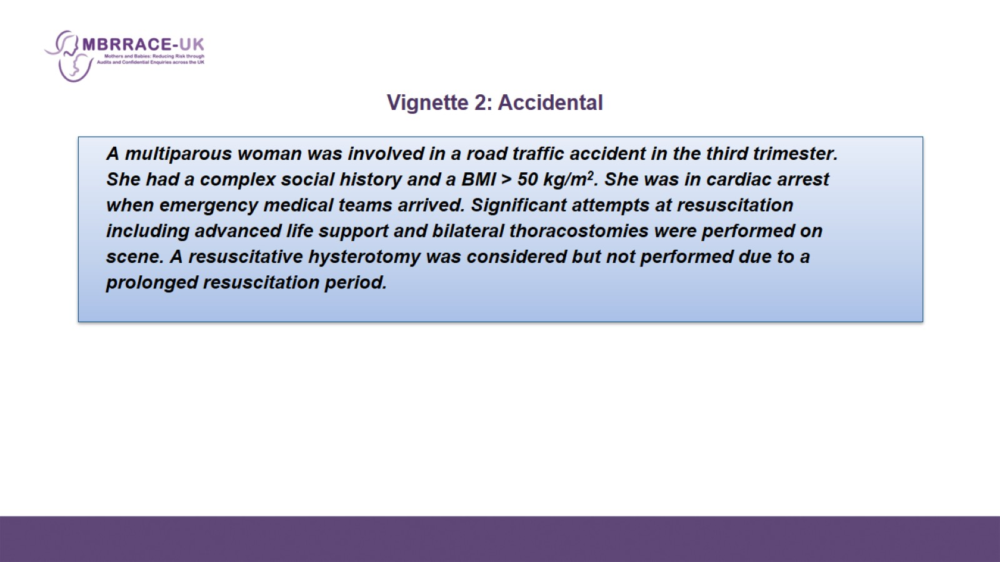 MBRRACE-UK
Mothers and Babies: Reducing Risk through
Audits and Confidential Enquiries across the UK
Vignette 2: Accidental
A multiparous woman was involved in a road traffic accident in the third trimester.
She had a complex social history and a BMI > 50 kg/m². She was in cardiac arrest
when emergency medical teams arrived. Significant attempts at resuscitation
including advanced life support and bilateral thoracostomies were performed on
scene. A resuscitative hysterotomy was considered but not performed due to a
prolonged resuscitation period.